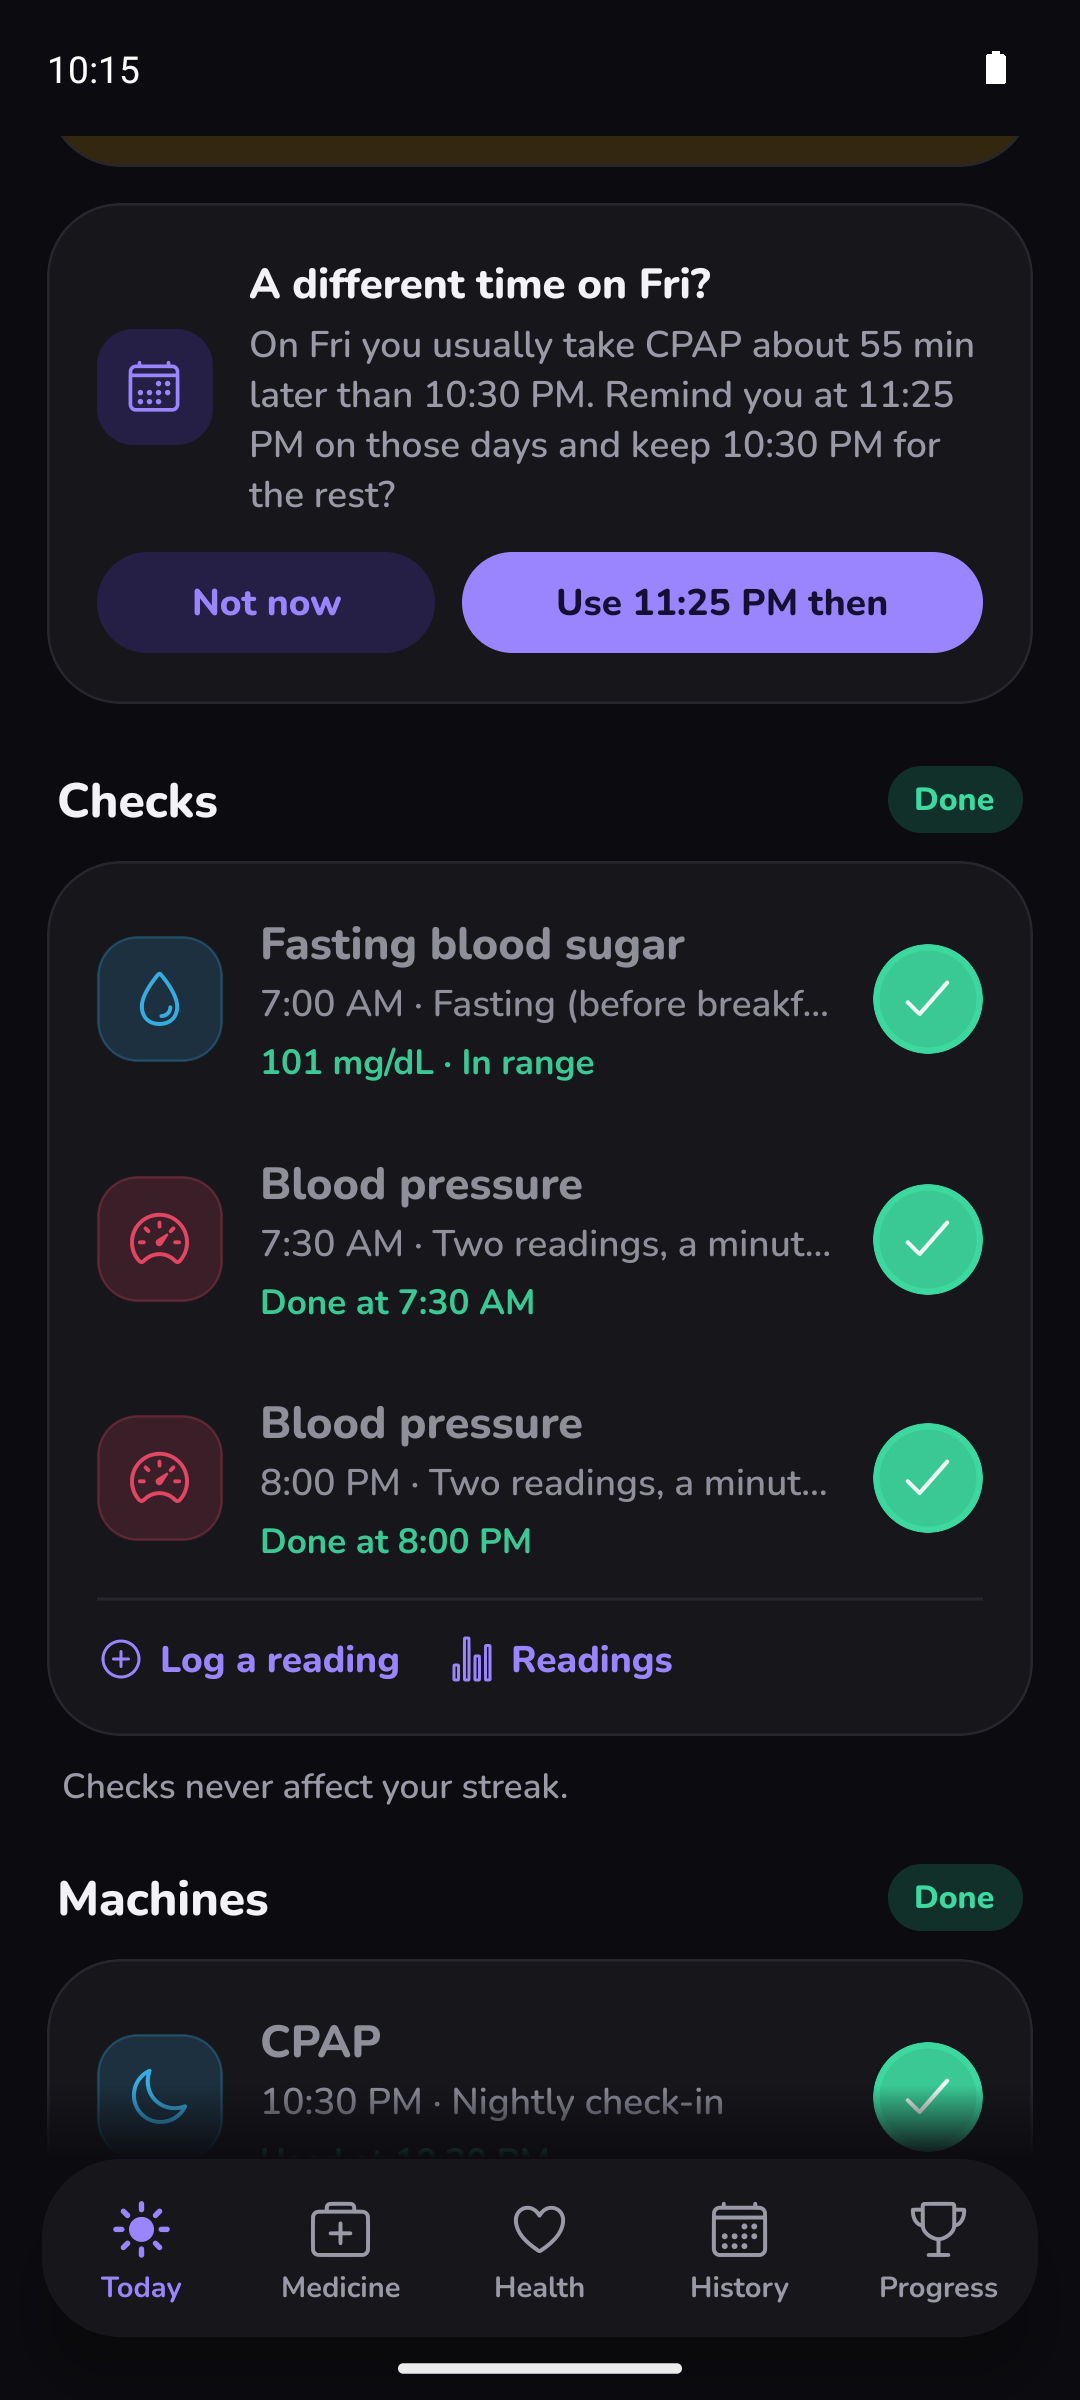 10:15
A different time on Fri?
On Fri you usually take CPAP about 55 min
later than 10:30 PM. Remind you at 11:25
PM on those days and keep 10:30 PM for
the rest?
Not now
Use 11:25 PM then
Checks
Done
Fasting blood sugar
7:00 AM · Fasting (before breakf...
101 mg/dL · In range
Blood pressure
7:30 AM · Two readings, a minut...
Done at 7:30 AM
Blood pressure
8:00 PM · Two readings, a minut...
Done at 8:00 PM
Log a reading
Readings
Checks never affect your streak.
Machines
Done
CPAP
10:30 PM · Nightly check-in
Today
Medicine
Health
History
Progress